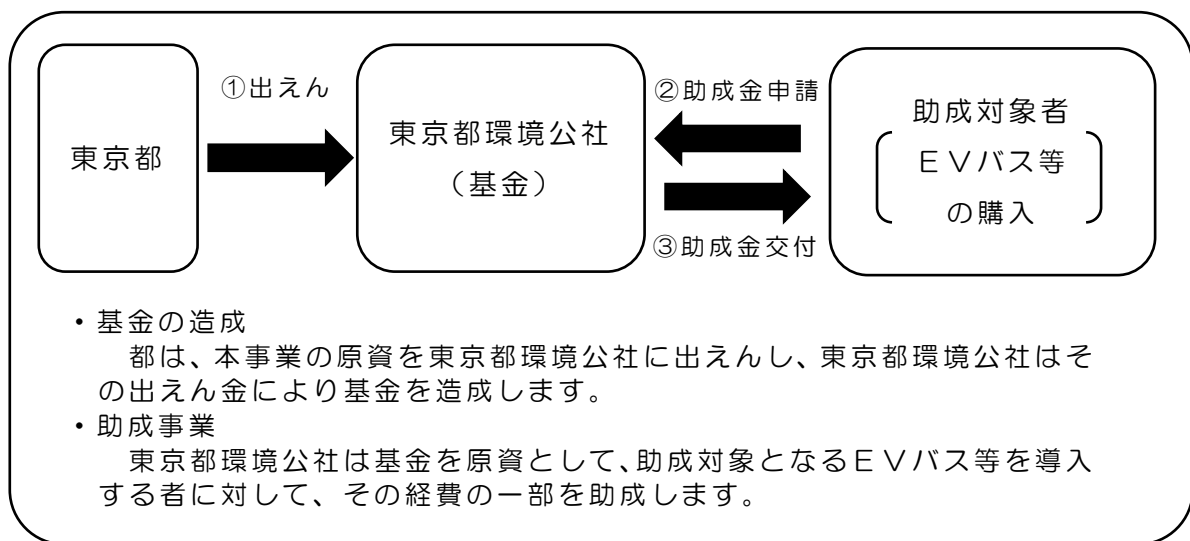 東京都
①出えん
東京都環境公社
(基金)
②助成金申請
③助成金交付
助成対象者
EVバス等
の購入
・基金の造成
都は、本事業の原資を東京都環境公社に出えんし、東京都環境公社はそ
の出えん金により基金を造成します。
・助成事業
東京都環境公社は基金を原資として、助成対象となるEVバス等を導入
する者に対して、その経費の一部を助成します。